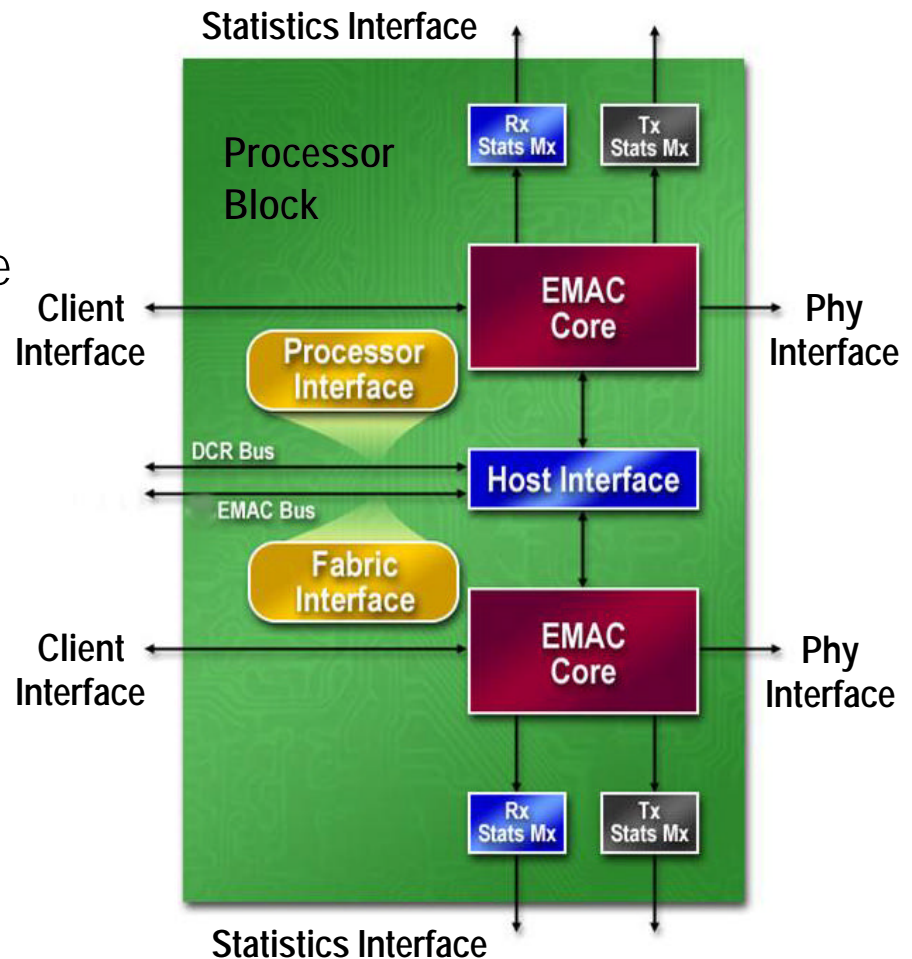 Statistics Interface
Rx
Stats Mx
Tx
Stats Mx
Processor
Block
e
Client
Interface
EMAC
Core
Phy
Interface
Processor
Interface
DCR Bus
Host Interface
EMAC Bus
Fabric
Interface
Client
Interface
EMAC
Core
Phy
Interface
Rx
Stats Mx
Tx
Stats Mx
Statistics Interface